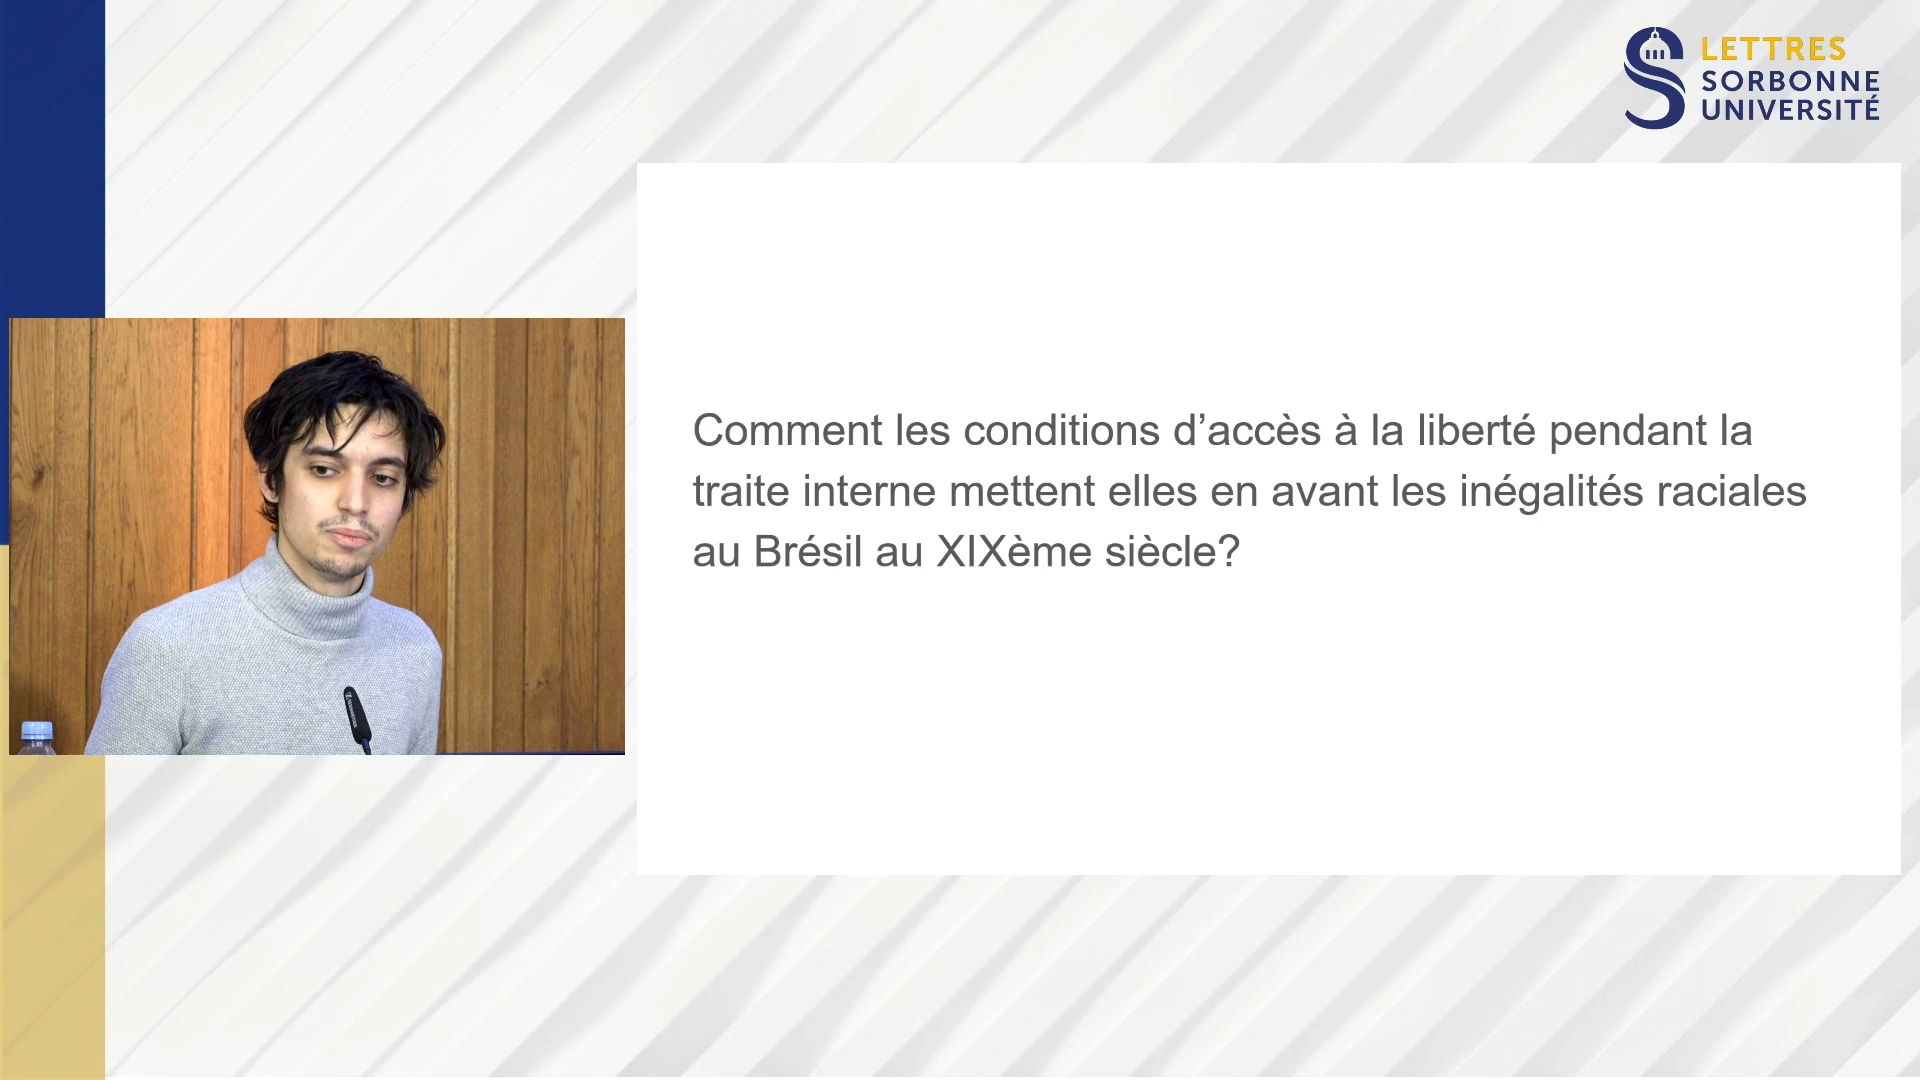 LETTRES
SORBONNE
UNIVERSITÉ
Comment les conditions d’accès à la liberté pendant la
traite interne mettent elles en avant les inégalités raciales
au Brésil au XIXème siècle?